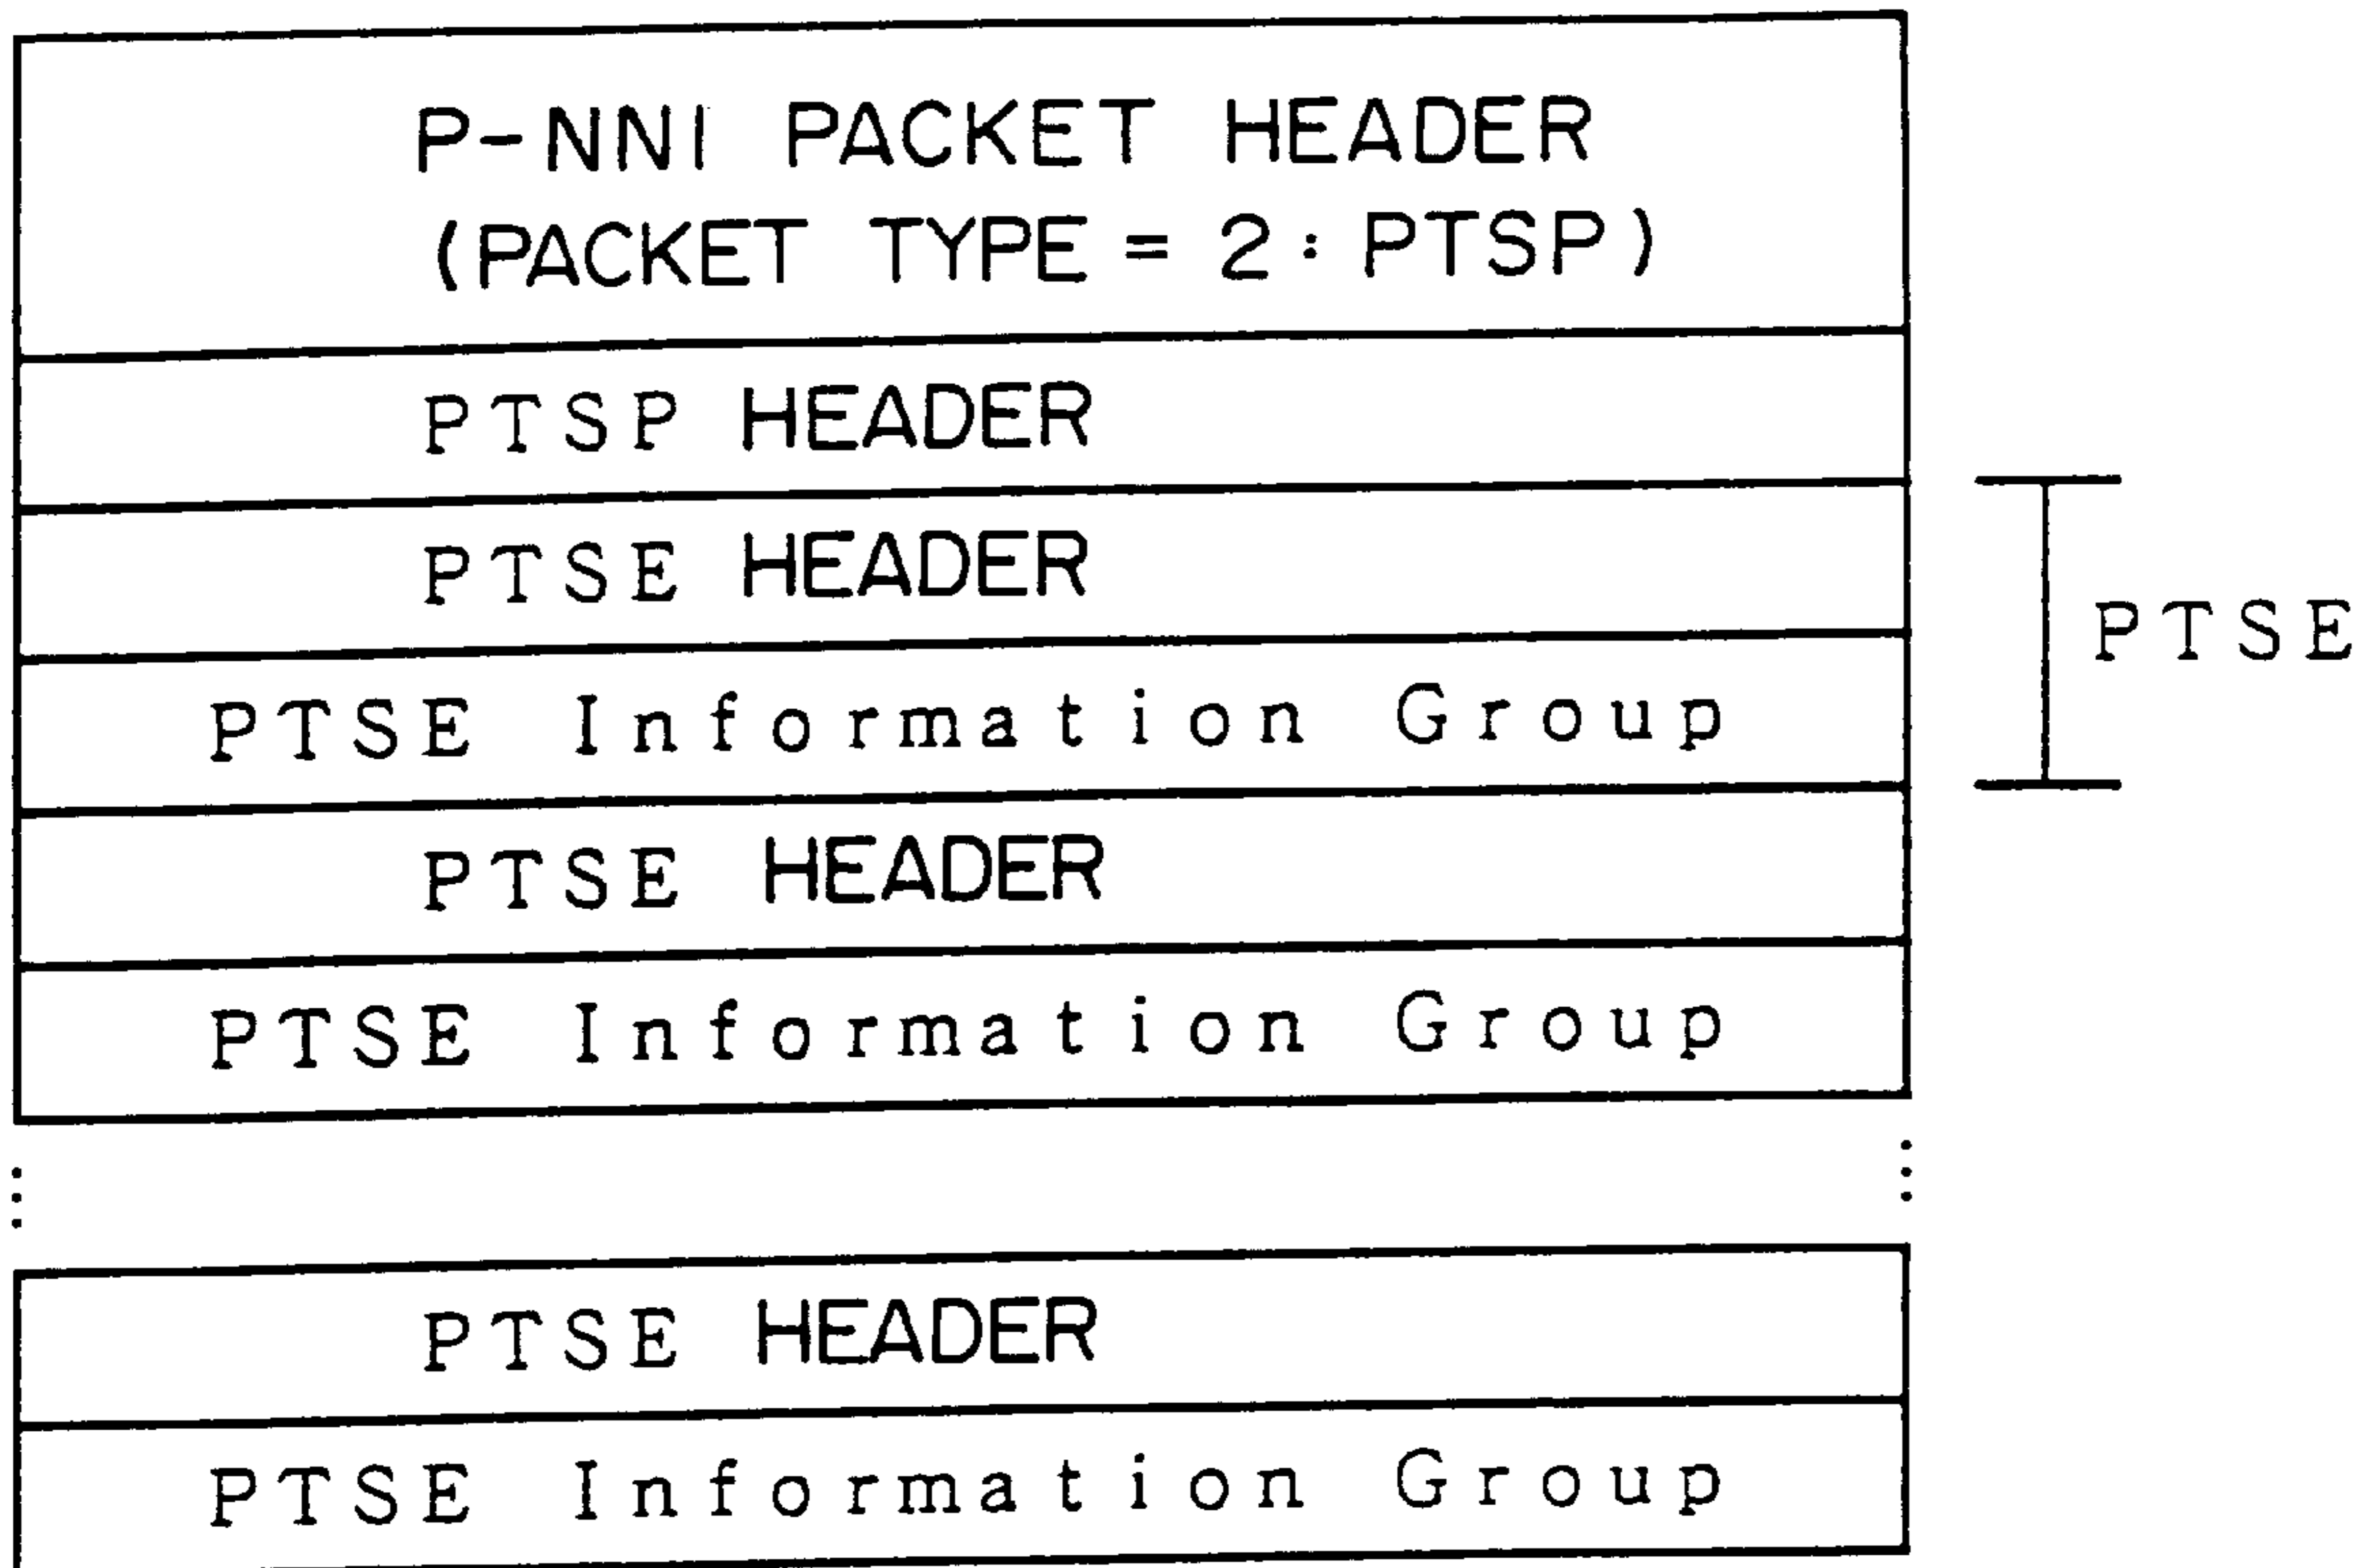 P-NNI PACKET HEADER
(PACKET TYPE = 2: PTSP)
PTSP HEADER
PTSE HEADER
PTSE Information Group
PTSE
PTSE HEADER
PTSE Information Group
PTSE HEADER
PTSE Information Group